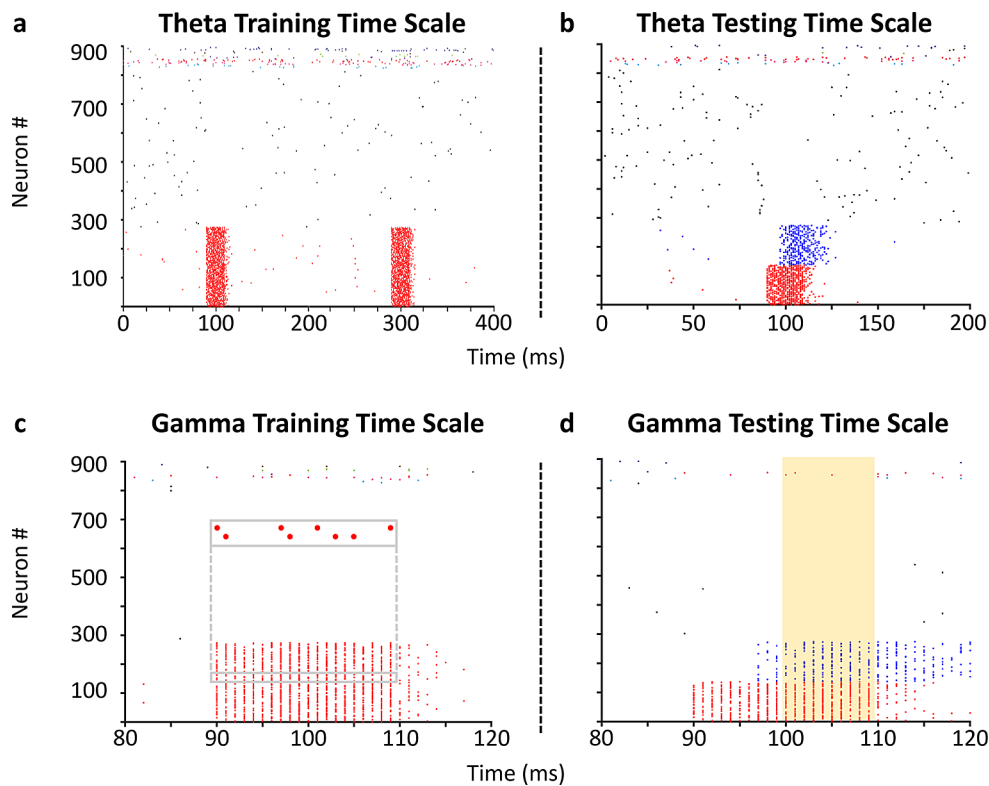 a Theta Training Time Scale
b Theta Testing Time Scale
900
700
500
300
100
Neuron #
0 100 200 300 400
0 50 100 150 200
Time (ms)
c Gamma Training Time Scale
d Gamma Testing Time Scale
900
700
500
300
100
Neuron #
80 90 100 110 120
80 90 100 110 120
Time (ms)